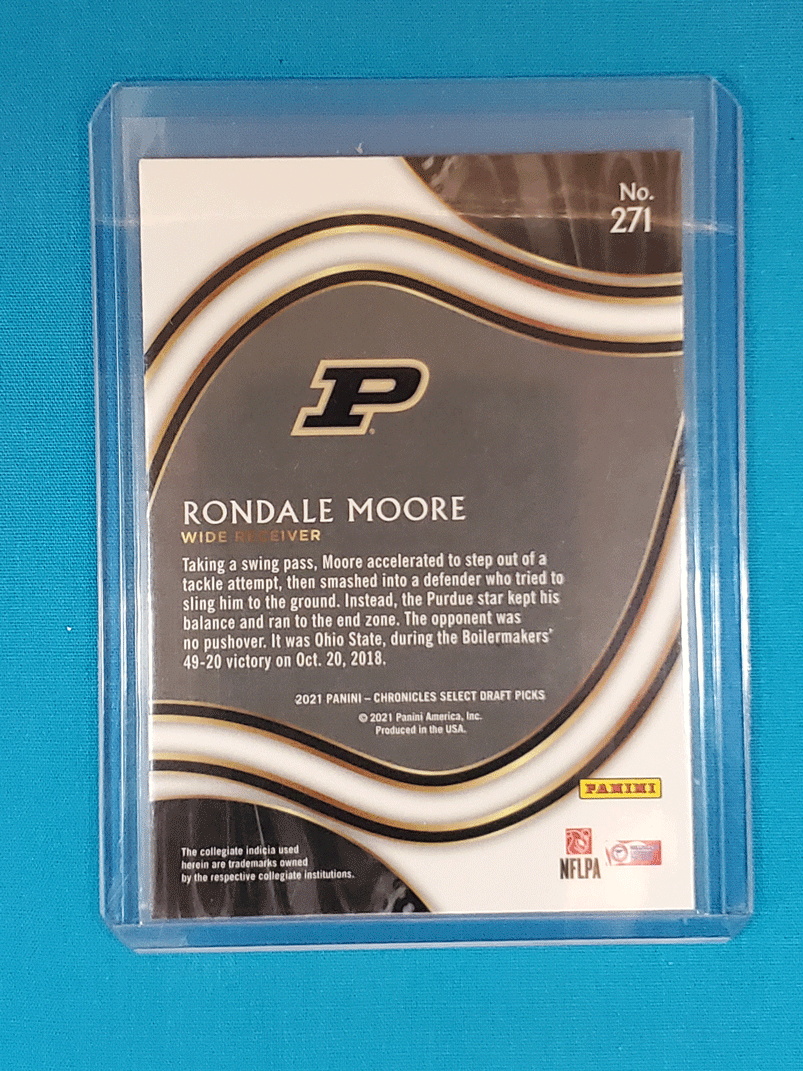 No.
271
P
RONDALE MOORE
WIDE RECEIVER
Taking a swing pass, Moore accelerated to step out of a
tackle attempt, then smashed into a defender who tried to
sling him to the ground. Instead, the Purdue star kept his
balance and ran to the end zone. The opponent was
no pushover. It was Ohio State, during the Boilermakers'
49-20 victory on Oct. 20, 2018.
2021 PANINI – CHRONICLES SELECT DRAFT PICKS
© 2021 Panini America, Inc.
Produced in the USA.
PANINI
The collegiate indicia used
herein are trademarks owned
by the respective collegiate institutions.
NFLPA